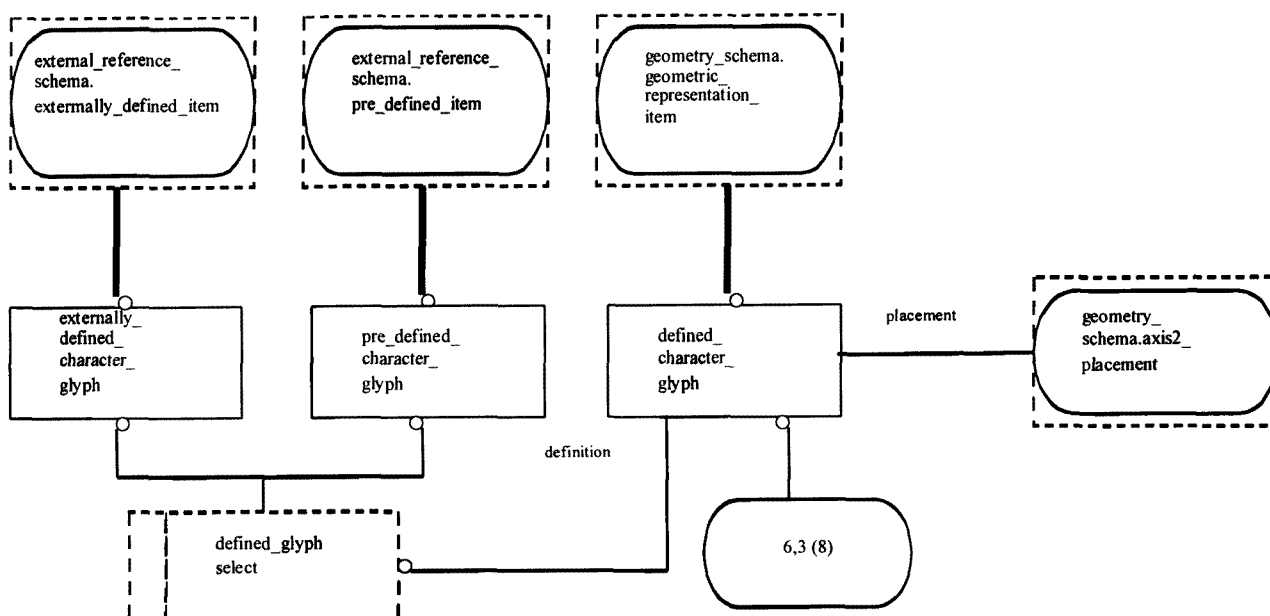 external_reference_
schema.
extermally_defined_item
external_reference_
schema.
pre_defined_item
geometry_schema.
geometric_
representation_
item
externally_
defined_
character_
glyph
pre_defined_
character_
glyph
defined_
character_
glyph
placement
geometry_
schema.axis2_
placement
definition
defined_glyph
select
6,3 (8)